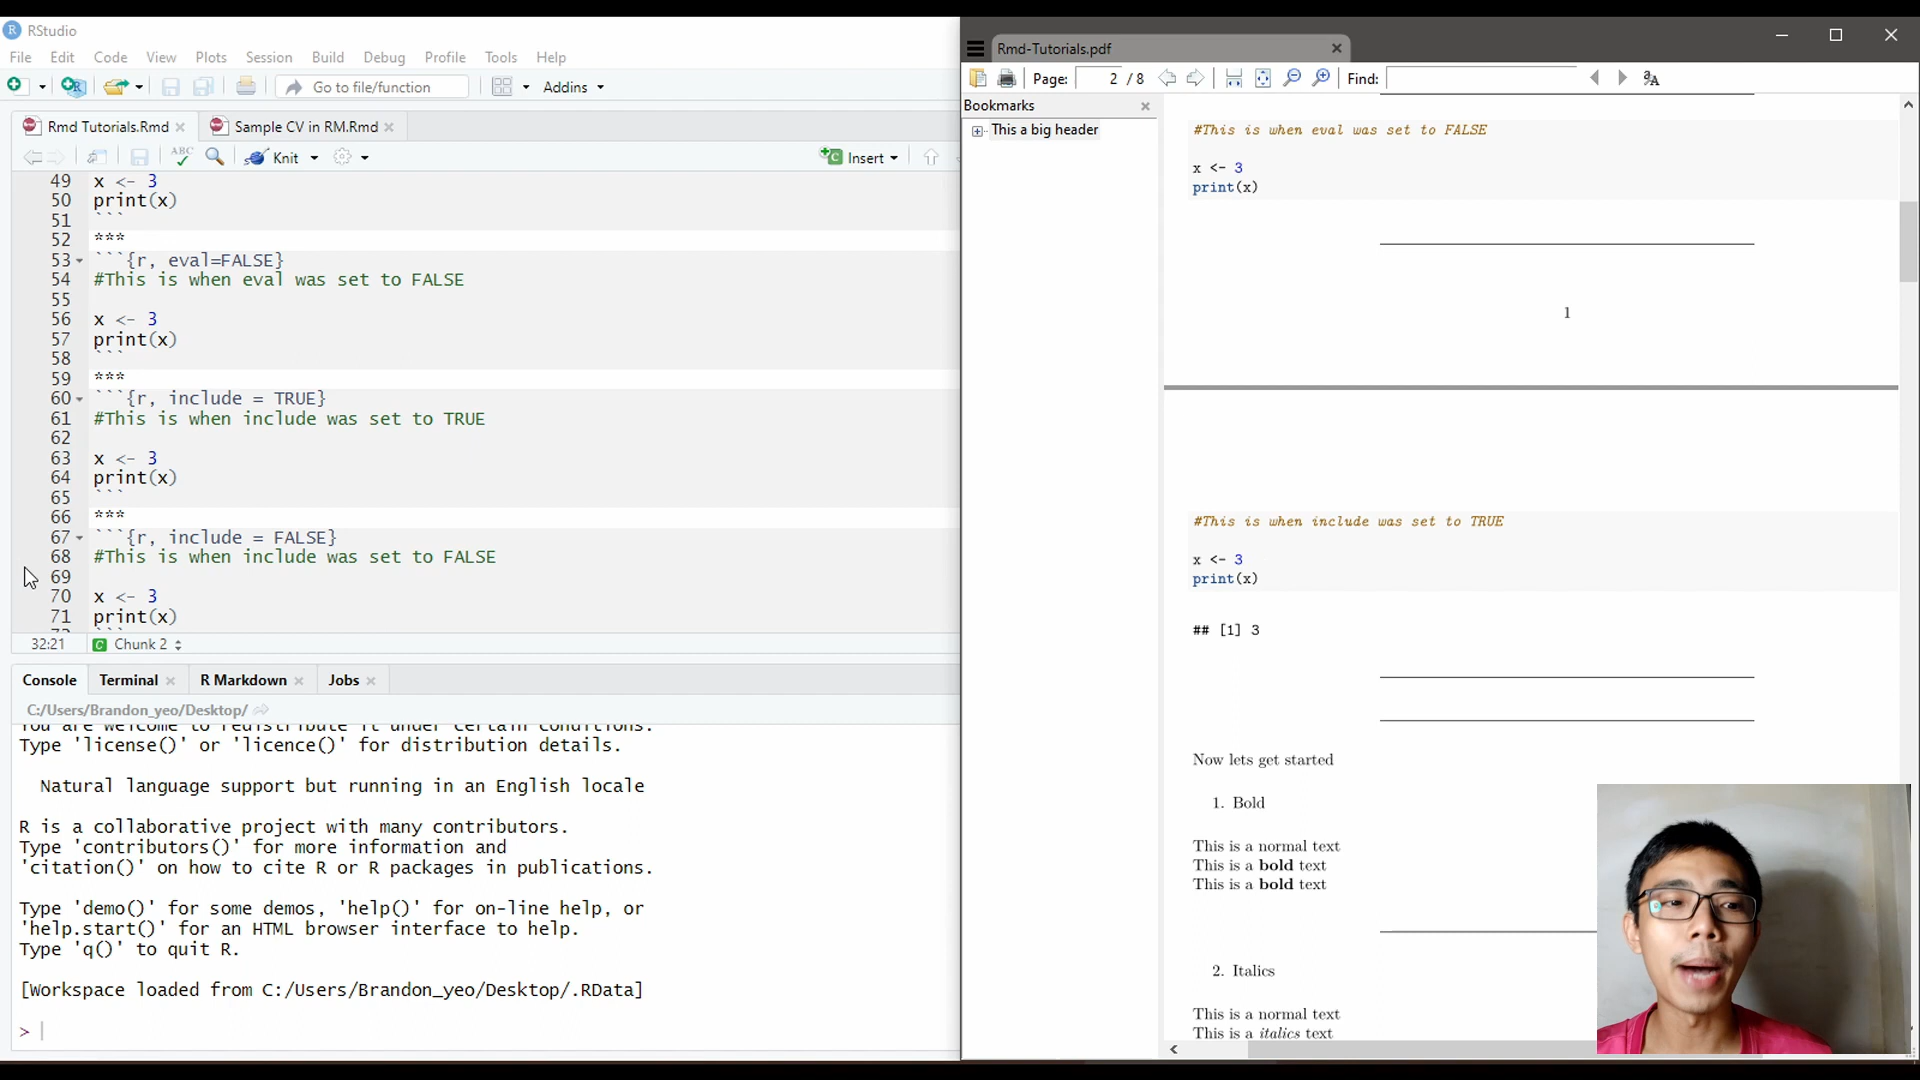 RStudio
File Edit Code View Plots Session Build Debug Profile Tools Help
Go to file/function Addins
Rmd Tutorials.Rmd Sample CV in RM.Rmd
ABC Knit Insert
49 x <- 3
50 print(x)
51 ```
52 ***
53 ```{r, eval=FALSE}
54 #This is when eval was set to FALSE
55
56 x <- 3
57 print(x)
58 ```
59 ***
60 ```{r, include = TRUE}
61 #This is when include was set to TRUE
62
63 x <- 3
64 print(x)
65 ```
66 ***
67 ```{r, include = FALSE}
68 #This is when include was set to FALSE
69
70 x <- 3
71 print(x)
32:21 Chunk 2
Console Terminal R Markdown Jobs
C:/Users/Brandon_yeo/Desktop/
You are welcome to redistribute it under certain conditions.
Type 'license()' or 'licence()' for distribution details.
Natural language support but running in an English locale
R is a collaborative project with many contributors.
Type 'contributors()' for more information and
'citation()' on how to cite R or R packages in publications.
Type 'demo()' for some demos, 'help()' for on-line help, or
'help.start()' for an HTML browser interface to help.
Type 'q()' to quit R.
[Workspace loaded from C:/Users/Brandon_yeo/Desktop/.RData]
>
Rmd-Tutorials.pdf
Page: 2 / 8 Find:
Bookmarks
This a big header
#This is when eval was set to FALSE
x <- 3
print(x)
1
#This is when include was set to TRUE
x <- 3
print(x)
## [1] 3
Now lets get started
1. Bold
This is a normal text
This is a bold text
This is a bold text
2. Italics
This is a normal text
This is a italics text